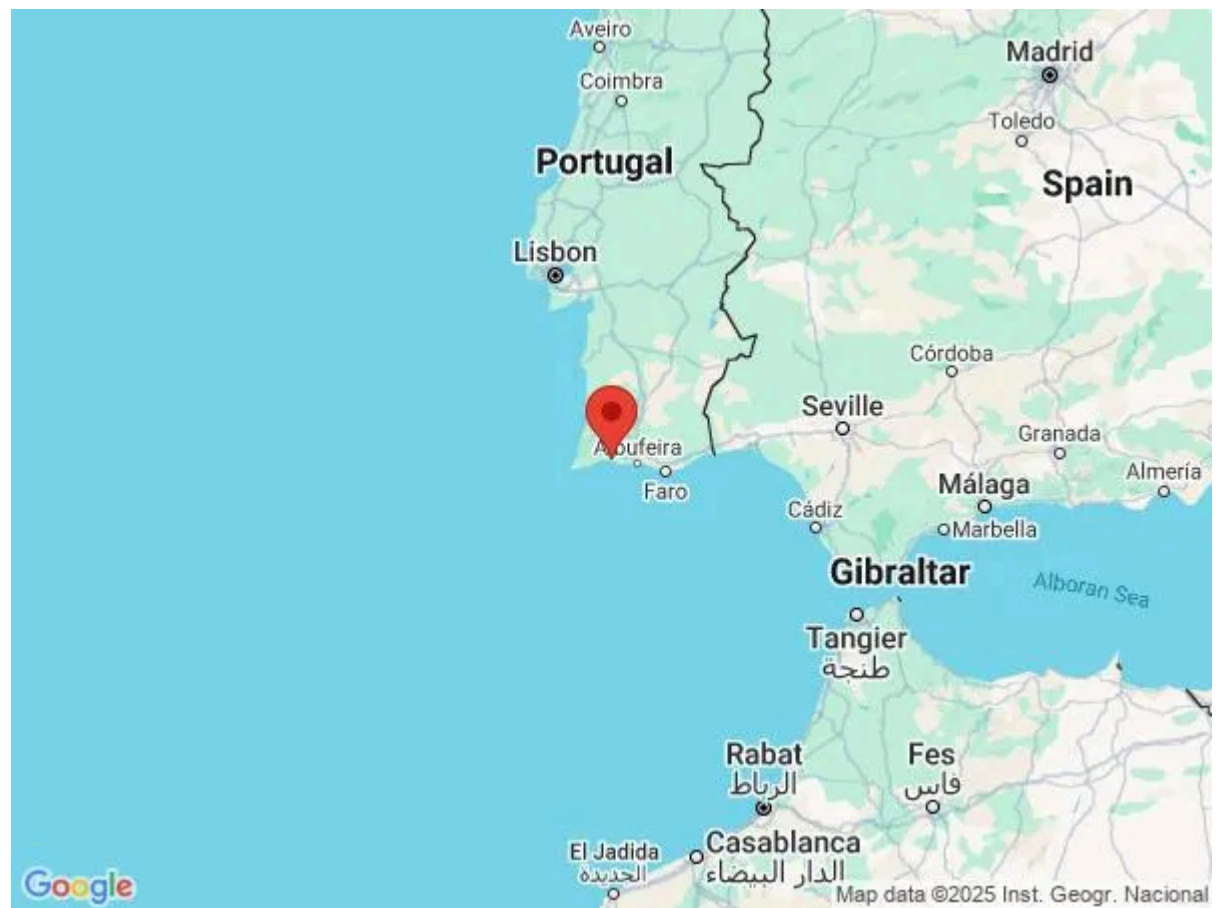 Aveiro
Madrid
Coimbra
Toledo
Portugal
Spain
Lisbon
Córdoba
Seville
Albufeira
Granada
Faro
Málaga
Almería
Cádiz
Marbella
Gibraltar
Alboran Sea
Tangier
طنجة
Rabat
الرباط
Fes
فاس
El Jadida
الجديدة
Casablanca
الدار البيضاء
Google
Map data ©2025 Inst. Geogr. Nacional